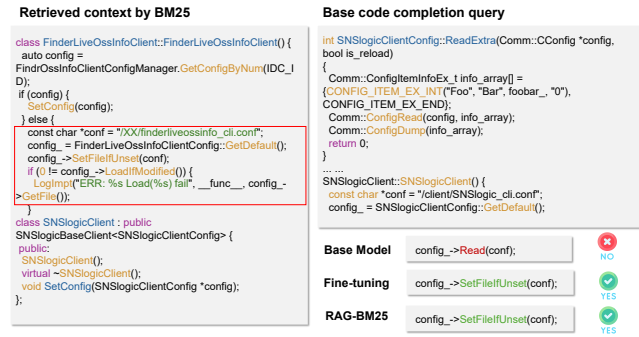 Retrieved context by BM25
class FinderLiveOssInfoClient::FinderLiveOssInfoClient() {
auto config =
FindrOssInfoClientConfigManager.GetConfigByNum(IDC_I
D);
if (config) {
SetConfig(config);
} else {
const char *conf = "/XX/finderliveossinfo_cli.conf";
config_ = FinderLiveOssInfoClientConfig::GetDefault();
config_->SetFileIfUnset(conf);
if (0 != config_->LoadIfModified()) {
LogImpt("ERR: %s Load(%s) fail", __func__, config_-
>GetFile());
}
class SNSlogicClient : public
SNSlogicBaseClient<SNSlogicClientConfig> {
public:
SNSlogicClient();
virtual ~SNSlogicClient();
void SetConfig(SNSlogicClientConfig *config);
};
Base code completion query
int SNSlogicClientConfig::ReadExtra(Comm::CConfig *config,
bool is_reload)
{
Comm::ConfigItemInfoEx_t info_array[] =
{CONFIG_ITEM_EX_INT("Foo", "Bar", foobar_, "0"),
CONFIG_ITEM_EX_END};
Comm::ConfigRead(config, info_array);
Comm::ConfigDump(info_array);
return 0;
}
... ...
SNSlogicClient::SNSlogicClient() {
const char *conf = "/client/SNSlogic_cli.conf";
config_ = SNSlogicClientConfig::GetDefault();
Base Model config_->Read(conf);
NO
Fine-tuning config_->SetFileIfUnset(conf);
YES
RAG-BM25 config_->SetFileIfUnset(conf);
YES